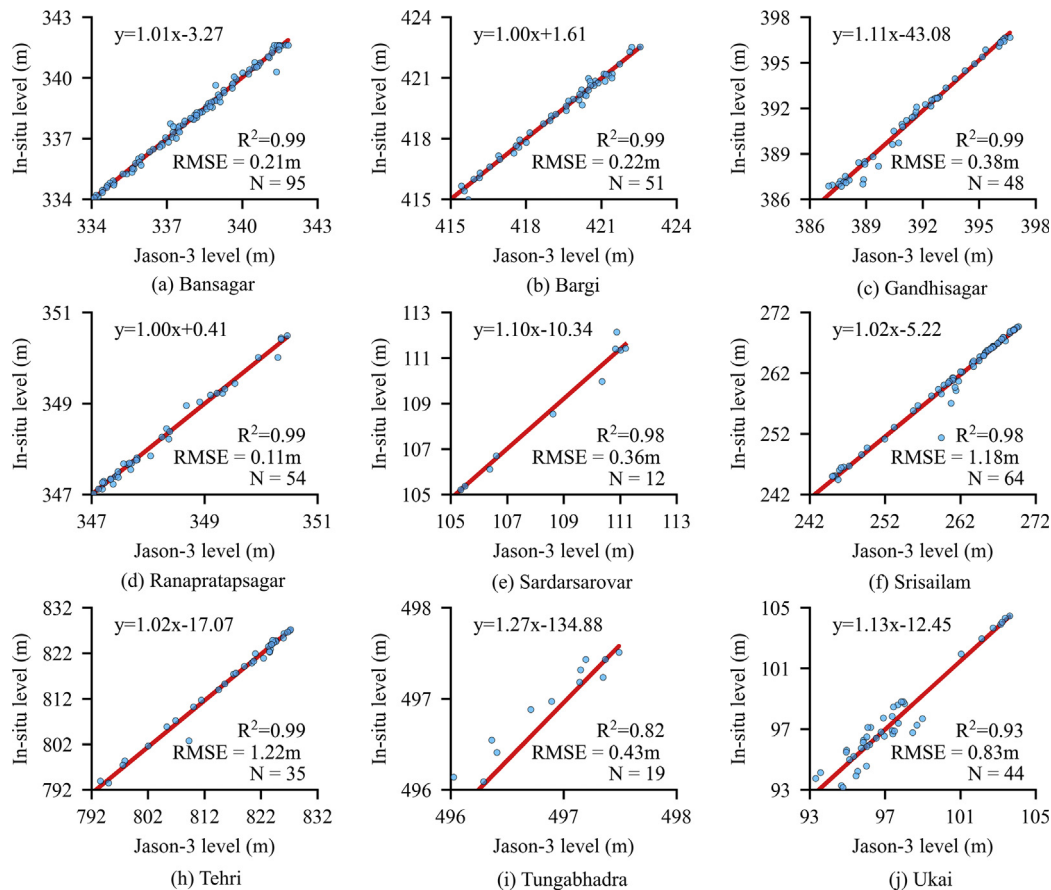 In-situ level (m)
343
340
337
334
y=1.01x-3.27
R²=0.99
RMSE = 0.21m
N = 95
334
337
340
343
Jason-3 level (m)
(a) Bansagar
In-situ level (m)
424
421
418
415
y=1.00x+1.61
R²=0.99
RMSE = 0.22m
N = 51
415
418
421
424
Jason-3 level (m)
(b) Bargi
In-situ level (m)
398
395
392
389
386
y=1.11x-43.08
R²=0.99
RMSE = 0.38m
N = 48
386
389
392
395
398
Jason-3 level (m)
(c) Gandhisagar
In-situ level (m)
351
349
347
y=1.00x+0.41
R²=0.99
RMSE = 0.11m
N = 54
347
349
351
Jason-3 level (m)
(d) Ranapratapsagar
In-situ level (m)
113
111
109
107
105
y=1.10x-10.34
R²=0.98
RMSE = 0.36m
N = 12
105
107
109
111
113
Jason-3 level (m)
(e) Sardarsarovar
In-situ level (m)
272
262
252
242
y=1.02x-5.22
R²=0.98
RMSE = 1.18m
N = 64
242
252
262
272
Jason-3 level (m)
(f) Srisailam
In-situ level (m)
832
822
812
802
792
y=1.02x-17.07
R²=0.99
RMSE = 1.22m
N = 35
792
802
812
822
832
Jason-3 level (m)
(h) Tehri
In-situ level (m)
498
497
496
y=1.27x-134.88
R²=0.82
RMSE = 0.43m
N = 19
496
497
498
Jason-3 level (m)
(i) Tungabhadra
In-situ level (m)
105
101
97
93
y=1.13x-12.45
R²=0.93
RMSE = 0.83m
N = 44
93
97
101
105
Jason-3 level (m)
(j) Ukai